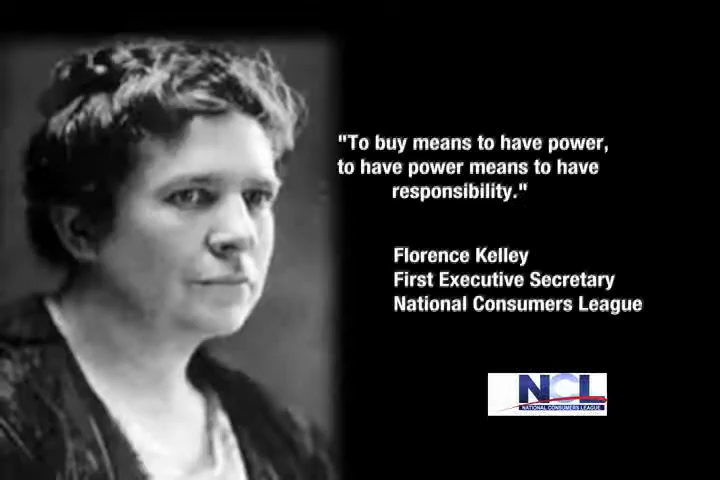 "To buy means to have power,
to have power means to have
responsibility."
Florence Kelley
First Executive Secretary
National Consumers League
NCL
NATIONAL CONSUMERS LEAGUE